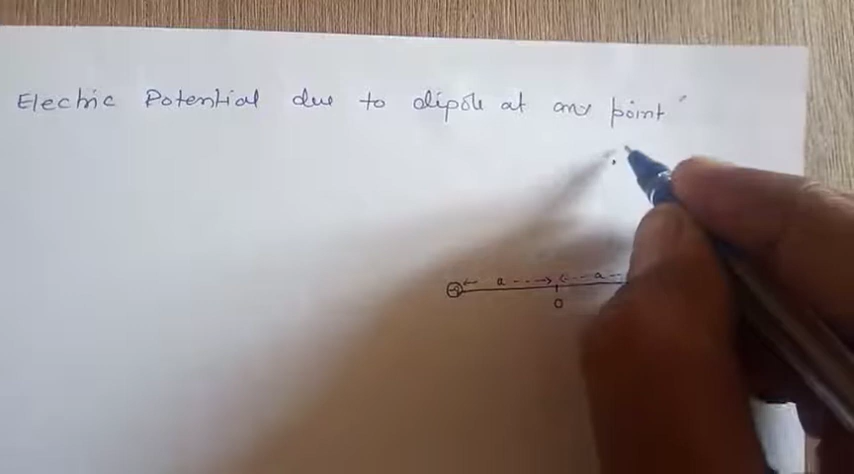 Electric Potential due to dipole at any point
a a
O